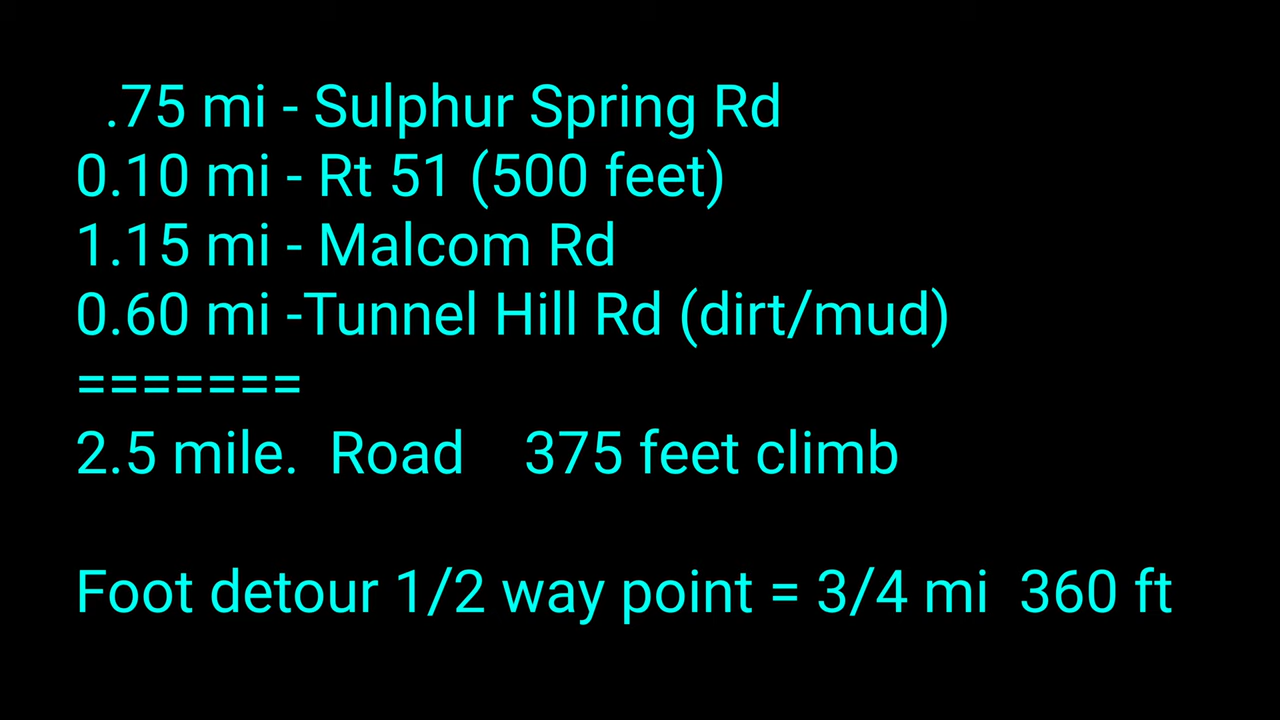 .75 mi - Sulphur Spring Rd
0.10 mi - Rt 51 (500 feet)
1.15 mi - Malcom Rd
0.60 mi -Tunnel Hill Rd (dirt/mud)
=======
2.5 mile.  Road    375 feet climb
Foot detour 1/2 way point = 3/4 mi  360 ft